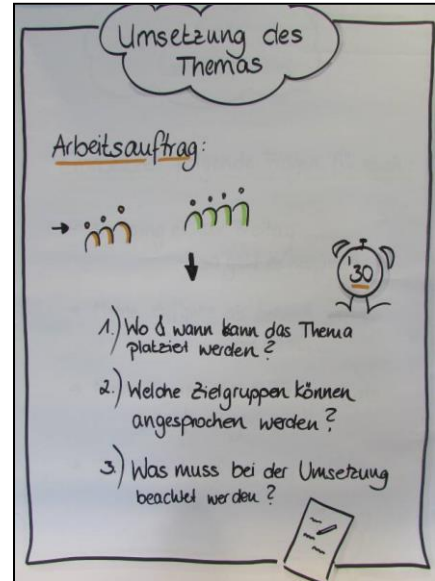 Umsetzung des
Themas
Arbeitsauftrag:
'30
1.) Wo & wann kann das Thema
platziet werden?
2.) Welche Zielgruppen können
angesprochen werden?
3.) Was muss bei der Umsetzung
beachtet werden?